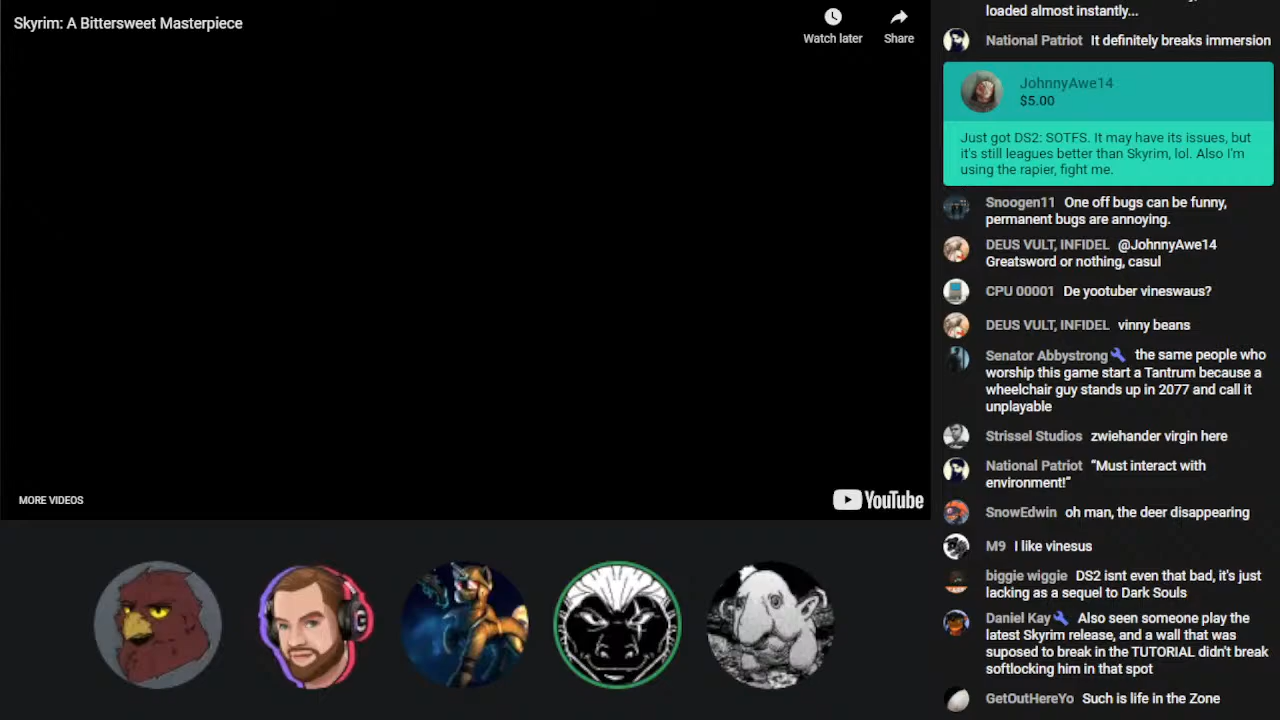 Skyrim: A Bittersweet Masterpiece
Watch later
Share
MORE VIDEOS
YouTube
loaded almost instantly...
National Patriot It definitely breaks immersion
JohnnyAwe14
$5.00
Just got DS2: SOTFS. It may have its issues, but
it's still leagues better than Skyrim, lol. Also I'm
using the rapier, fight me.
Snoogen11 One off bugs can be funny,
permanent bugs are annoying.
DEUS VULT, INFIDEL @JohnnyAwe14
Greatsword or nothing, casul
CPU 00001 De yootuber vineswaus?
DEUS VULT, INFIDEL vinny beans
Senator Abbystrong the same people who
worship this game start a Tantrum because a
wheelchair guy stands up in 2077 and call it
unplayable
Strissel Studios zwiehander virgin here
National Patriot “Must interact with
environment!”
SnowEdwin oh man, the deer disappearing
M9 I like vinesus
biggie wiggie DS2 isnt even that bad, it's just
lacking as a sequel to Dark Souls
Daniel Kay Also seen someone play the
latest Skyrim release, and a wall that was
suposed to break in the TUTORIAL didn't break
softlocking him in that spot
GetOutHereYo Such is life in the Zone